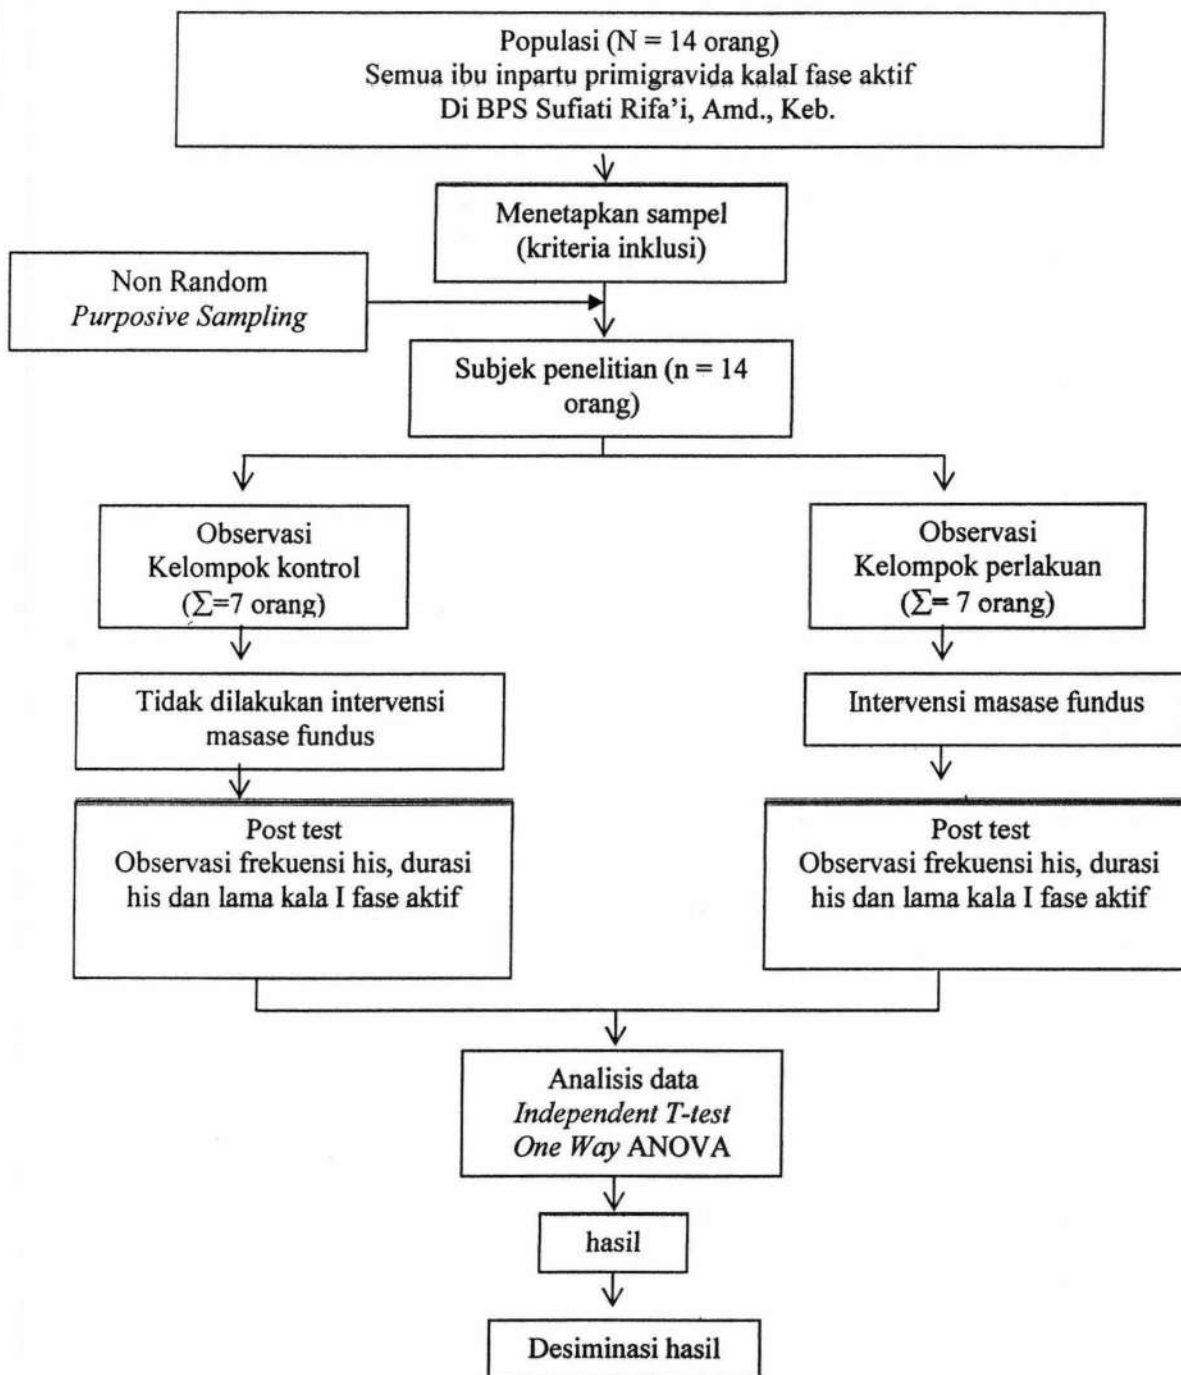 Populasi (N = 14 orang)
Semua ibu inpartu primigravida kalaI fase aktif
Di BPS Sufiati Rifa'i, Amd., Keb.
Menetapkan sampel
(kriteria inklusi)
Non Random
Purposive Sampling
Subjek penelitian (n = 14
orang)
Observasi
Kelompok kontrol
(∑=7 orang)
Observasi
Kelompok perlakuan
(∑= 7 orang)
Tidak dilakukan intervensi
masase fundus
Intervensi masase fundus
Post test
Observasi frekuensi his, durasi
his dan lama kala I fase aktif
Post test
Observasi frekuensi his, durasi
his dan lama kala I fase aktif
Analisis data
Independent T-test
One Way ANOVA
hasil
Desiminasi hasil